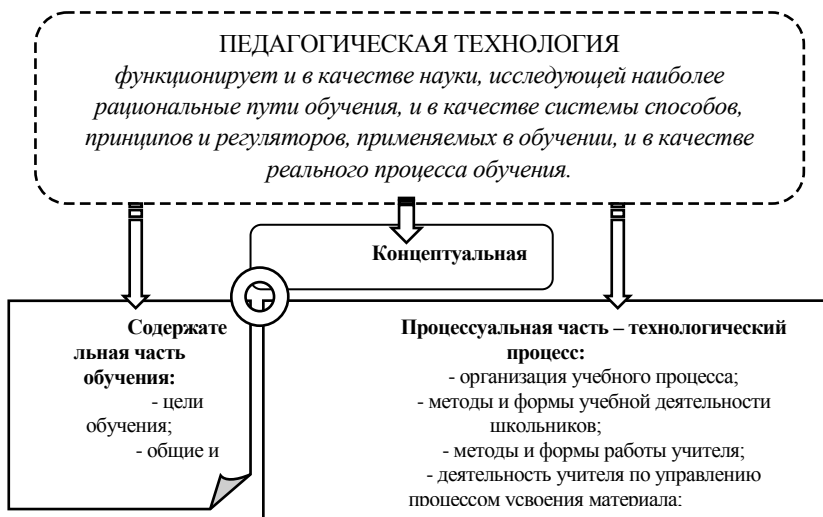 ПЕДАГОГИЧЕСКАЯ ТЕХНОЛОГИЯ
функционирует и в качестве науки, исследующей наиболее
рациональные пути обучения, и в качестве системы способов,
принципов и регуляторов, применяемых в обучении, и в качестве
реального процесса обучения.
Концептуальная
Содержате
льная часть
обучения:
- цели
обучения;
- общие и
Процессуальная часть – технологический
процесс:
- организация учебного процесса;
- методы и формы учебной деятельности
школьников;
- методы и формы работы учителя;
- деятельность учителя по управлению
процессом усвоения материала;